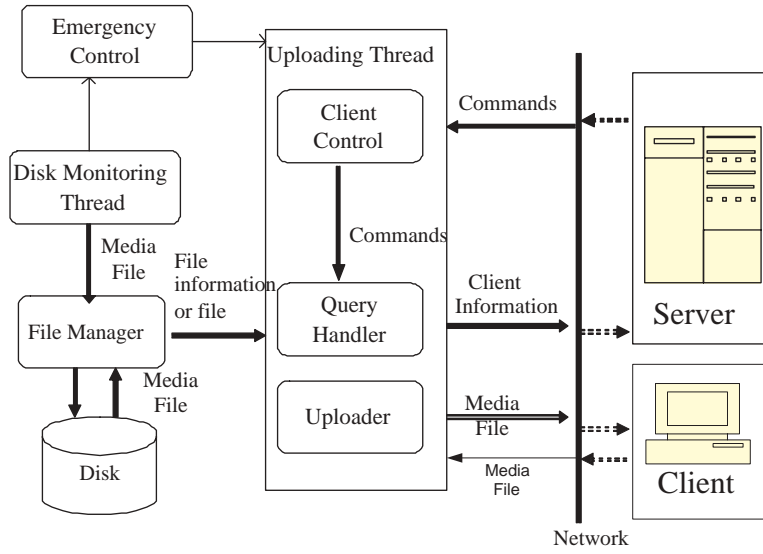 Emergency
Control
Uploading Thread
Client
Control
Commands
Disk Monitoring
Thread
Media
File
File
information
or file
Commands
File Manager
Query
Handler
Client
Information
Server
Media
File
Disk
Uploader
Media
File
Media
File
Client
Network